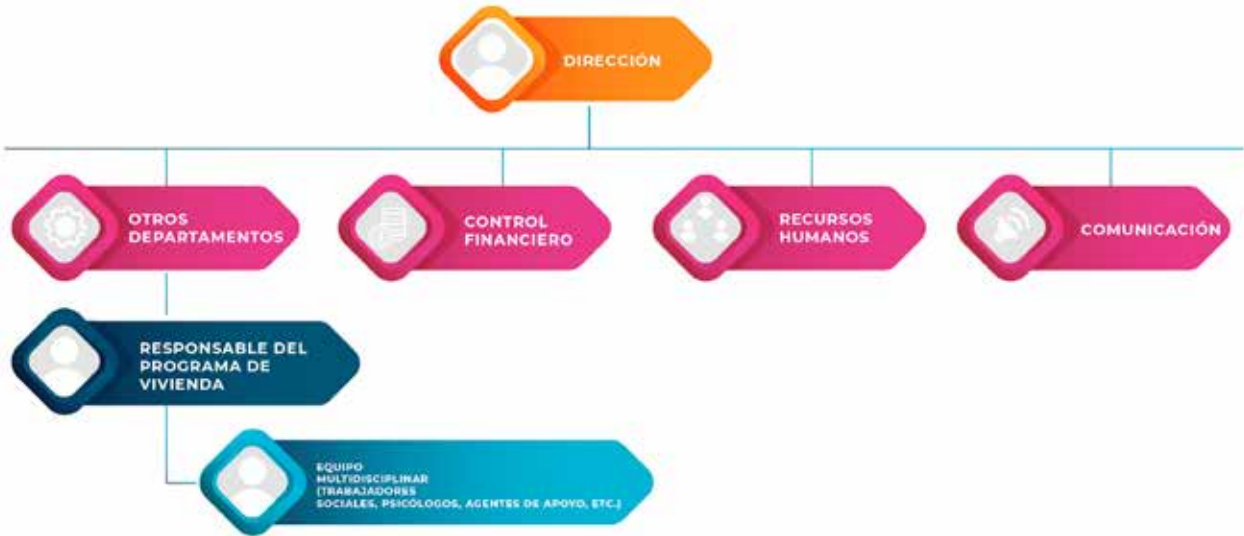 DIRECCIÓN
OTROS
DEPARTAMENTOS
CONTROL
FINANCIERO
RECURSOS
HUMANOS
COMUNICACIÓN
RESPONSABLE DEL
PROGRAMA DE
VIVIENDA
EQUIPO
MULTIDISCIPLINAR
(TRABAJADORES
SOCIALES, PSICÓLOGOS, AGENTES DE APOYO, ETC.)